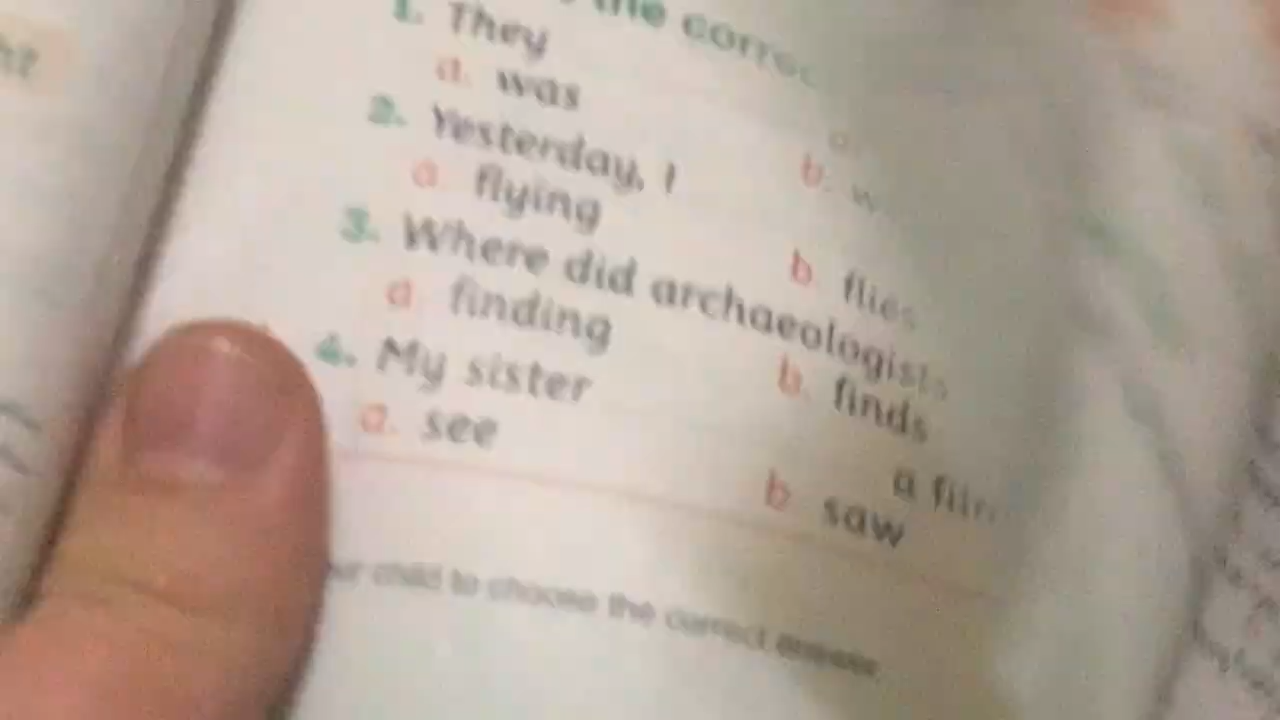 the correc
1. They
a. was
b. w
2. Yesterday, I
a. flying
b. flies
3. Where did archaeologists
a. finding
b. finds
4. My sister
a film
a. see
b. saw
child to choose the correct answer